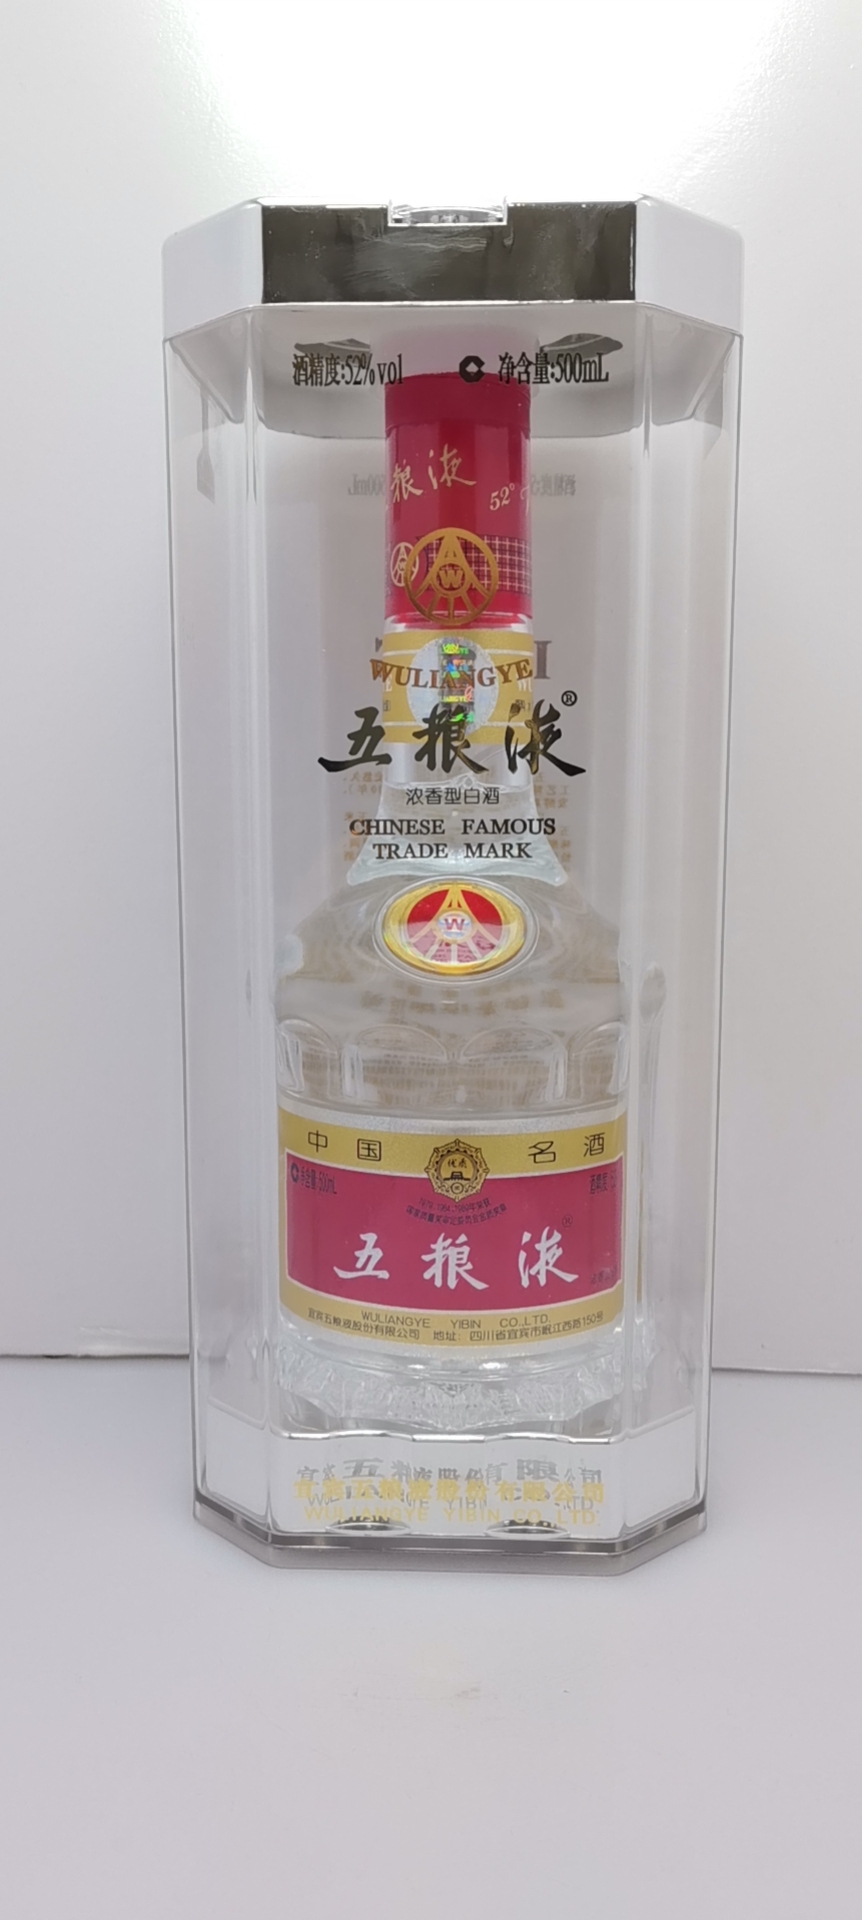 酒精度:52%vol 净含量:500mL
粮液
52°
W
WULIANGYE
五粮液®
浓香型白酒
CHINESE FAMOUS
TRADE MARK
W
中国名酒
净含量:500mL
五粮液®
WULIANGYE YIBIN CO.,LTD.
宜宾五粮液股份有限公司 地址: 四川省宜宾市岷江西路150号
宜宾五粮液股份有限公司
WULIANGYE YIBIN CO.,LTD.